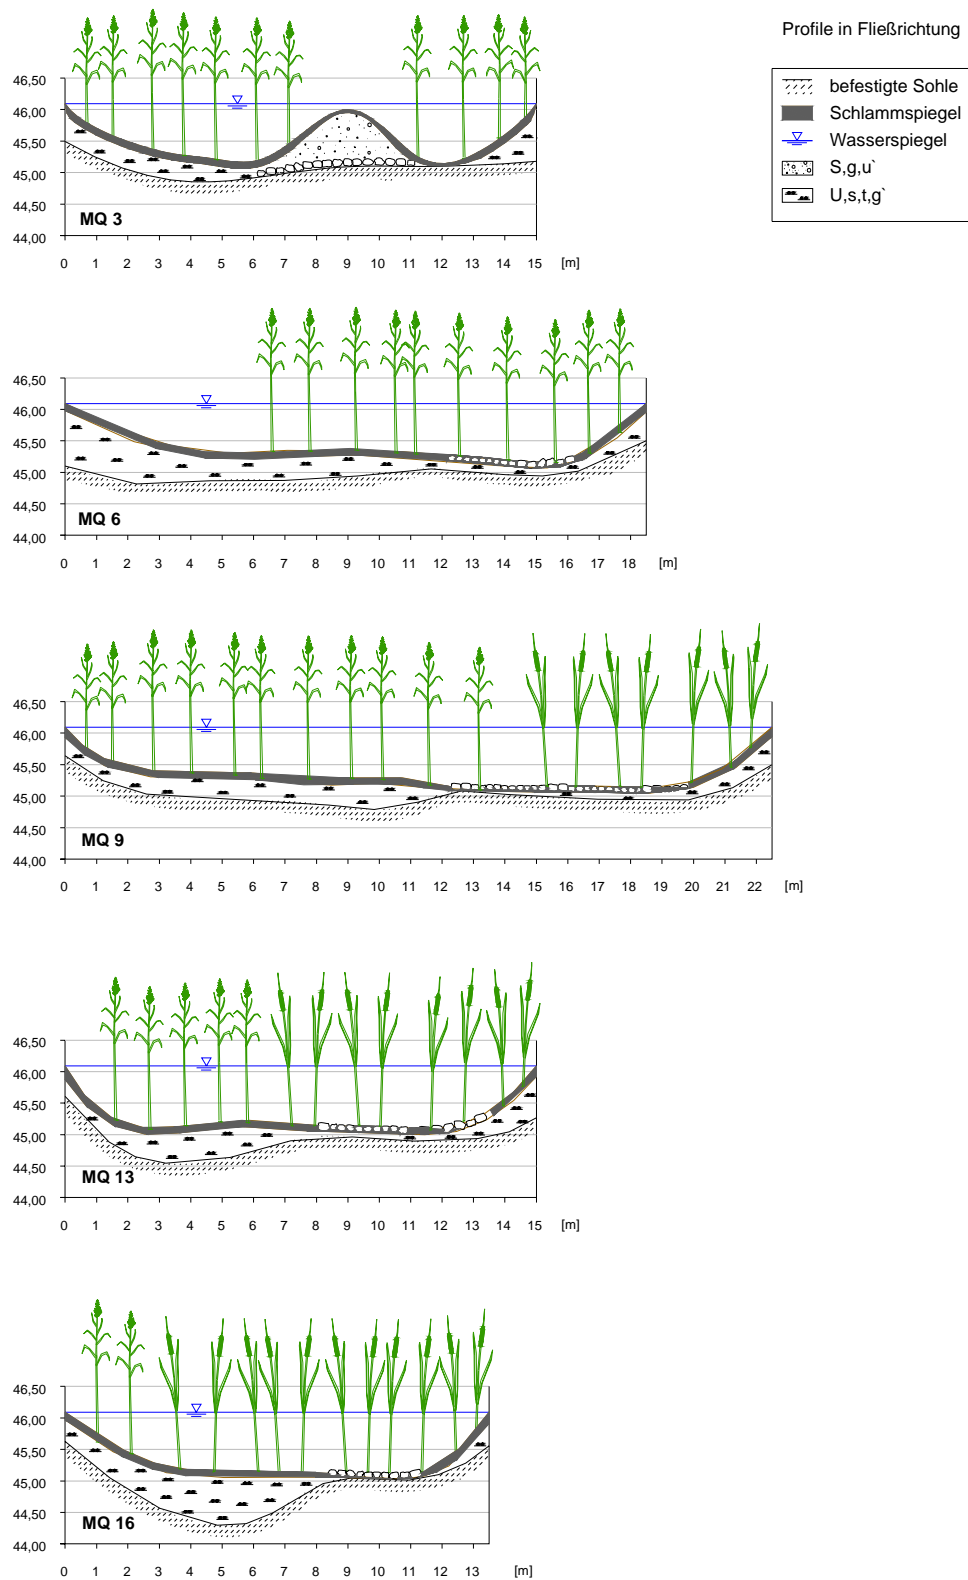 Profile in Fließrichtung
befestigte Sohle
Schlammspiegel
Wasserspiegel
S,g,u`
U,s,t,g`
46,50
46,00
45,50
45,00
44,50
44,00
MQ 3
0 1 2 3 4 5 6 7 8 9 10 11 12 13 14 15 [m]
46,50
46,00
45,50
45,00
44,50
44,00
MQ 6
0 1 2 3 4 5 6 7 8 9 10 11 12 13 14 15 16 17 18 [m]
46,50
46,00
45,50
45,00
44,50
44,00
MQ 9
0 1 2 3 4 5 6 7 8 9 10 11 12 13 14 15 16 17 18 19 20 21 22 [m]
46,50
46,00
45,50
45,00
44,50
44,00
MQ 13
0 1 2 3 4 5 6 7 8 9 10 11 12 13 14 15 [m]
46,50
46,00
45,50
45,00
44,50
44,00
MQ 16
0 1 2 3 4 5 6 7 8 9 10 11 12 13 [m]